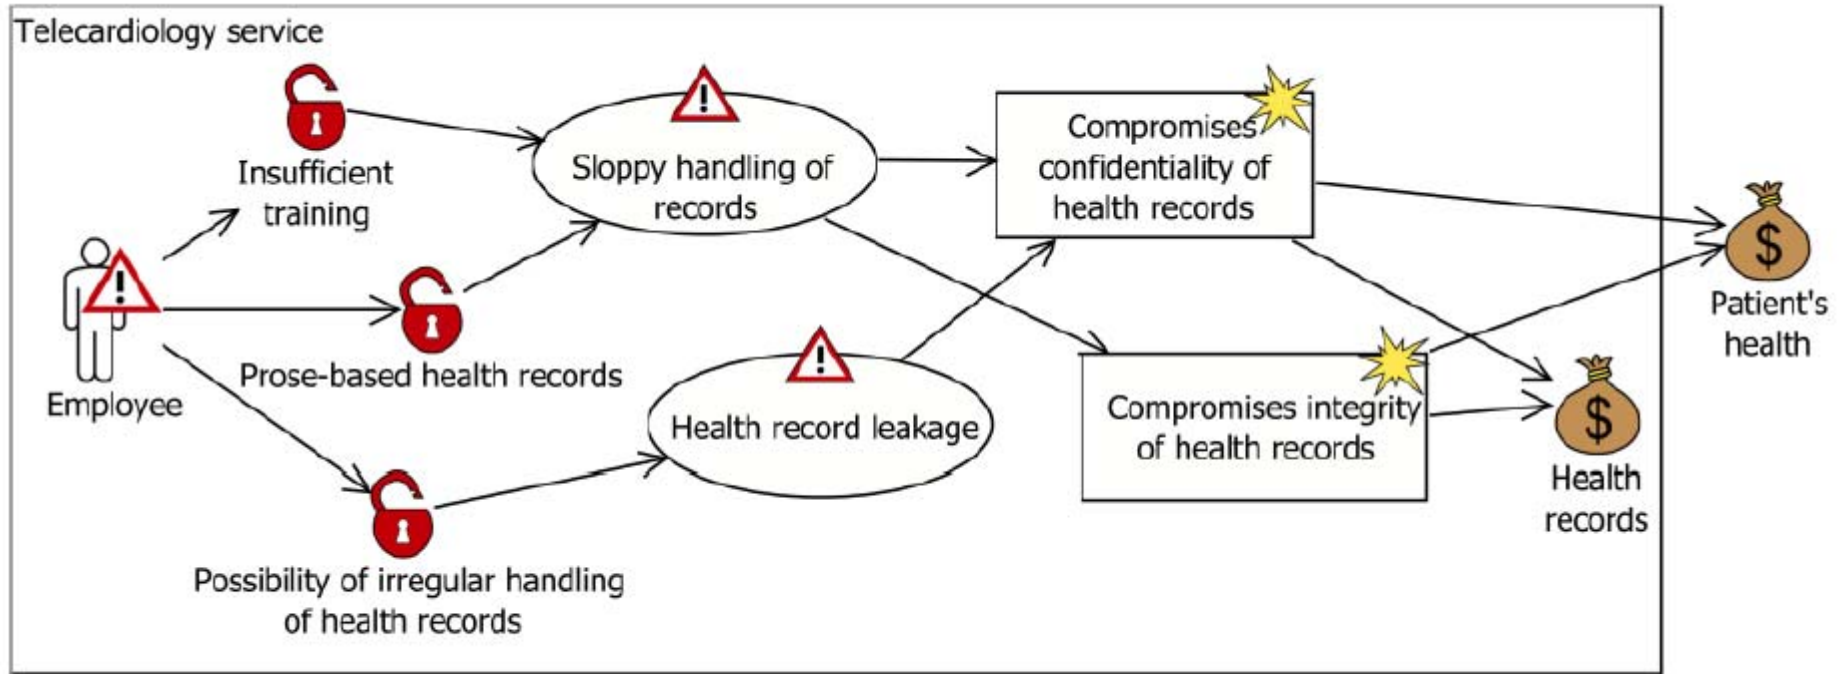 Telecardiology service
Insufficient
training
Sloppy handling of
records
Compromises
confidentiality of
health records
Patient's
health
Employee
Prose-based health records
Health record leakage
Compromises integrity
of health records
Health
records
Possibility of irregular handling
of health records